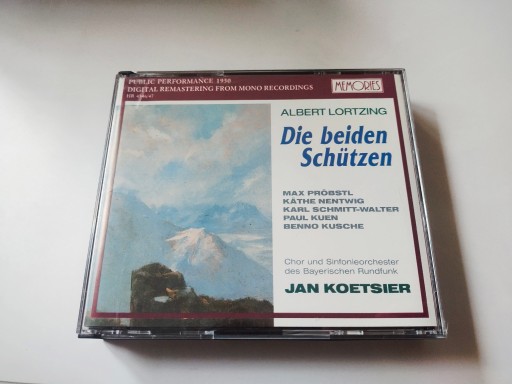 PUBLIC PERFORMANCE 1950
DIGITAL REMASTERING FROM MONO RECORDINGS
MEMORIES
ALBERT LORTZING
Die beiden
Schützen
MAX PRÖBSTL
KÄTHE NENTWIG
KARL SCHMITT-WALTER
PAUL KUEN
BENNO KUSCHE
Chor und Sinfonieorchester
des Bayerischen Rundfunk
JAN KOETSIER